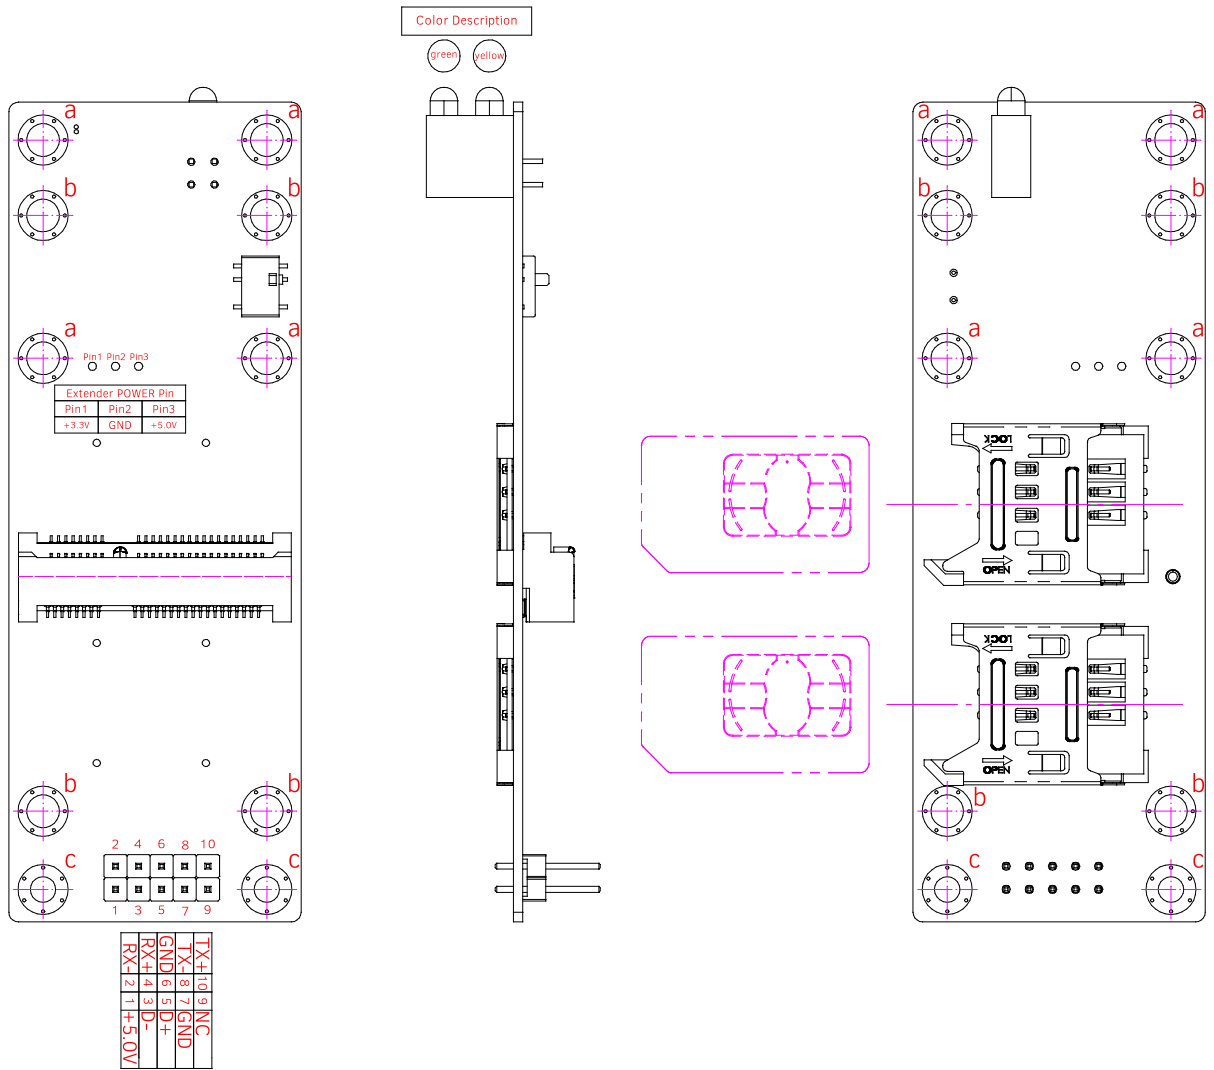 Color Description
green yellow
a a a a
b b b b
a a a a
Pin1 Pin2 Pin3
Extender POWER Pin
Pin1 Pin2 Pin3
+3.3V GND +5.0V
LOCK
OPEN
LOCK
OPEN
b b b b
2 4 6 8 10
c c c c
1 3 5 7 9
TX+ 10 9 NC
TX- 8 7 GND
GND 6 5 D+
RX+ 4 3 D-
RX- 2 1 +5.0V